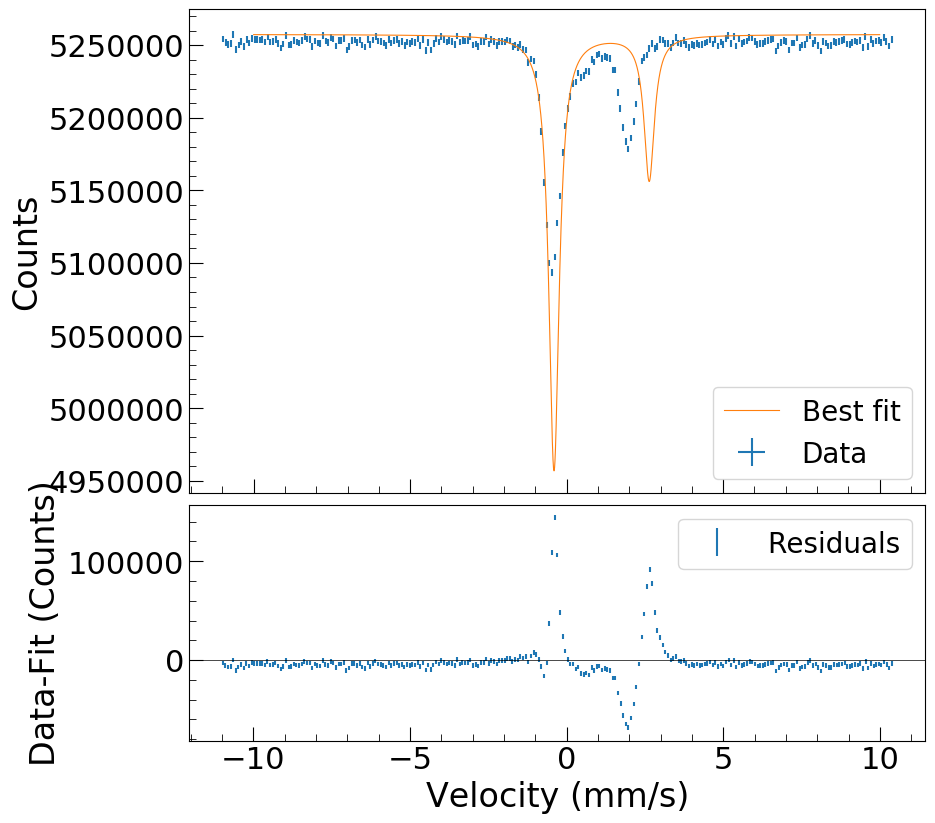 Counts
5250000
5200000
5150000
5100000
5050000
5000000
4950000
Best fit
Data
Data-Fit (Counts)
100000
0
Residuals
−10 −5 0 5 10
Velocity (mm/s)